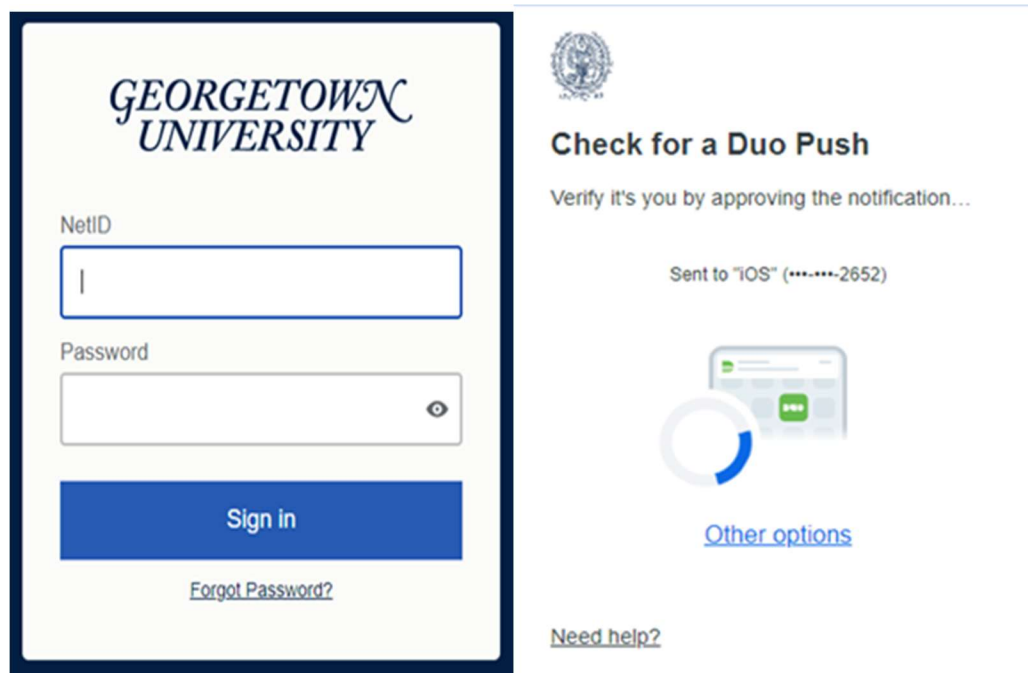 GEORGETOWN
UNIVERSITY
NetID
Password
Sign in
Forgot Password?
Check for a Duo Push
Verify it's you by approving the notification...
Sent to "iOS" (•••-•••-2652)
DUO
Other options
Need help?